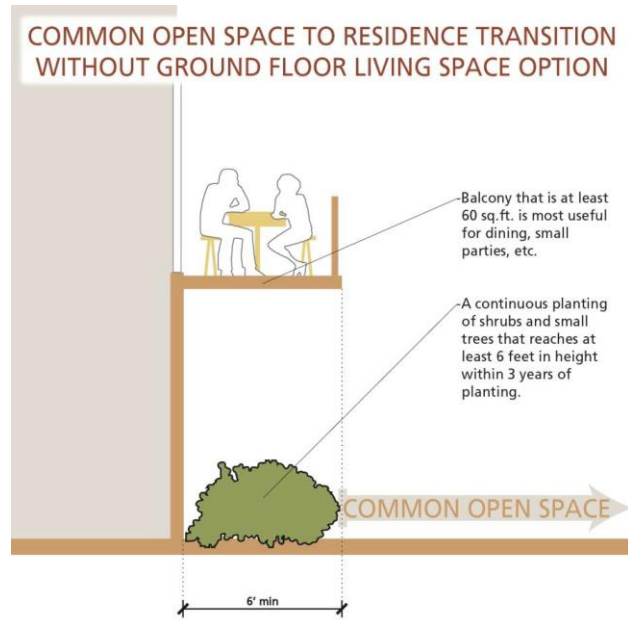 COMMON OPEN SPACE TO RESIDENCE TRANSITION
WITHOUT GROUND FLOOR LIVING SPACE OPTION
Balcony that is at least
60 sq.ft. is most useful
for dining, small
parties, etc.
A continuous planting
of shrubs and small
trees that reaches at
least 6 feet in height
within 3 years of
planting.
COMMON OPEN SPACE
6' min